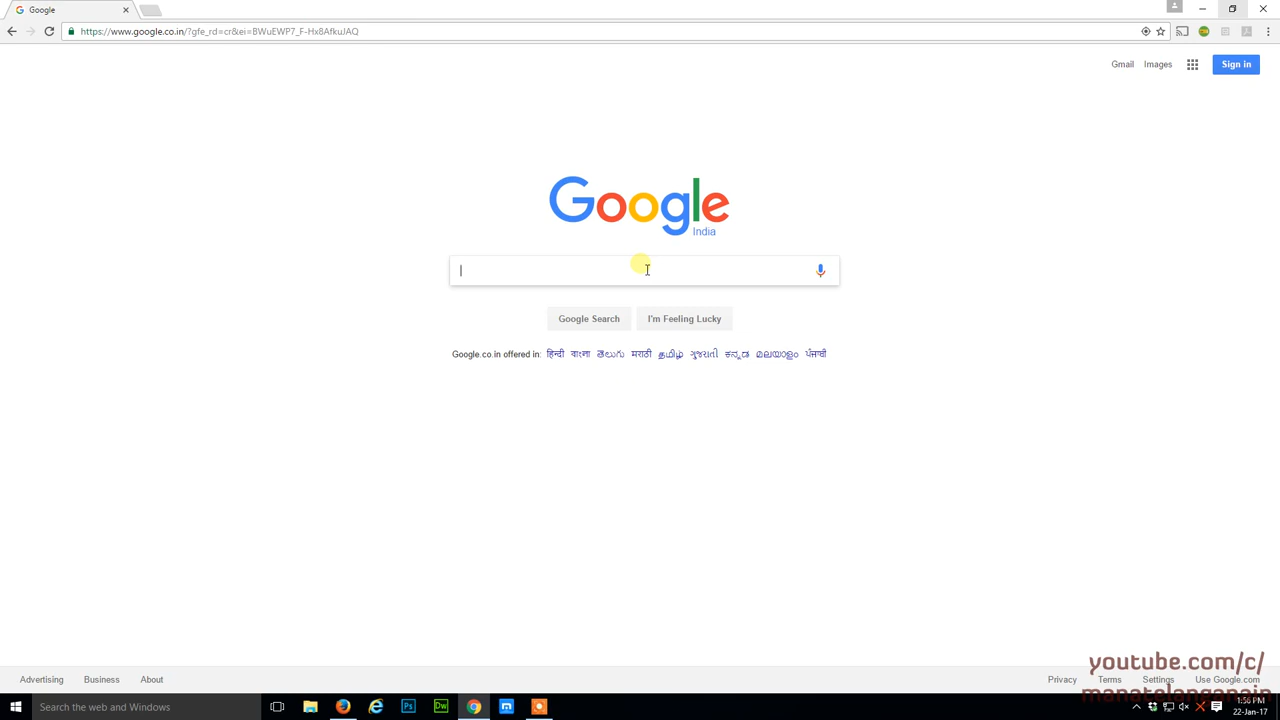 Google
https://www.google.co.in/?gfe_rd=cr&ei=BWuEWP7_F-Hx8AfkuJAQ
Gmail Images Sign in
Google
India
Google Search I'm Feeling Lucky
Google.co.in offered in: हिन्दी বাংলা తెలుగు मराठी தமிழ் ગુજરાતી ಕನ್ನಡ മലയാളം ਪੰਜਾਬੀ
youtube.com/c/
Advertising Business About Privacy Terms Settings Use Google.com
Search the web and Windows Ps Dw 1:56 PM
22-Jan-17